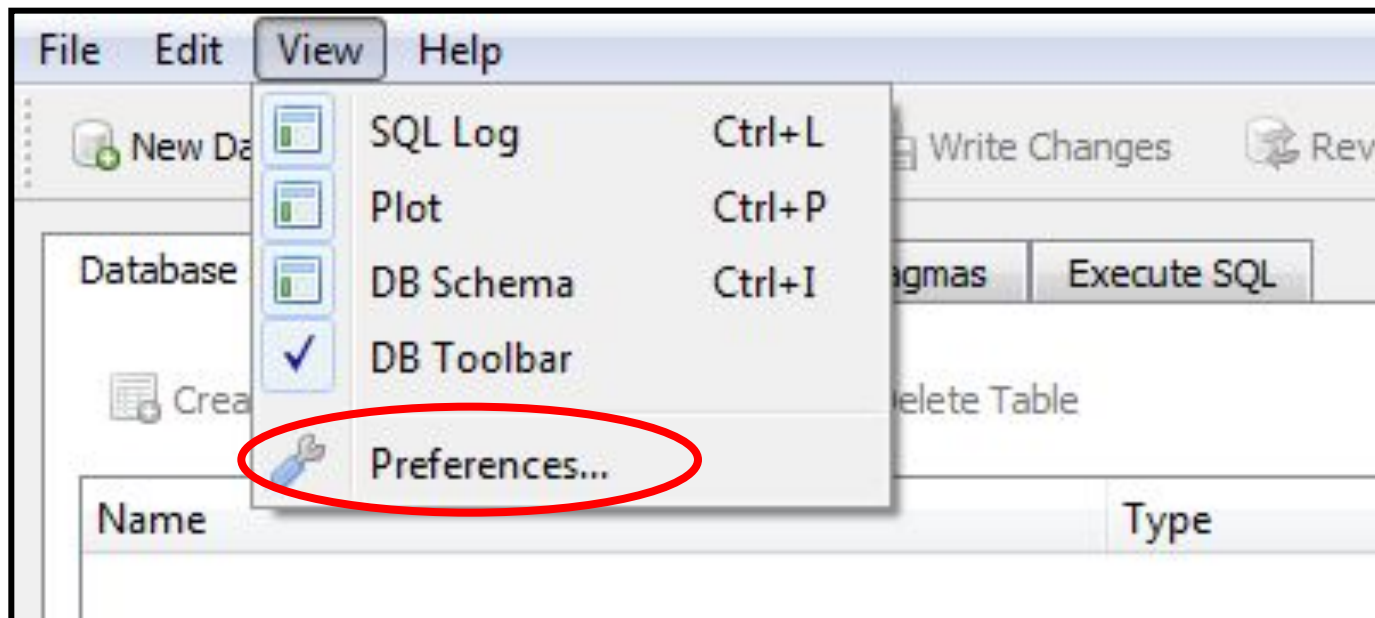 File Edit View Help
New Da Write Changes Rev
SQL Log Ctrl+L
Plot Ctrl+P
Database agmas Execute SQL
DB Schema Ctrl+I
DB Toolbar
Crea elete Table
Preferences...
Name Type